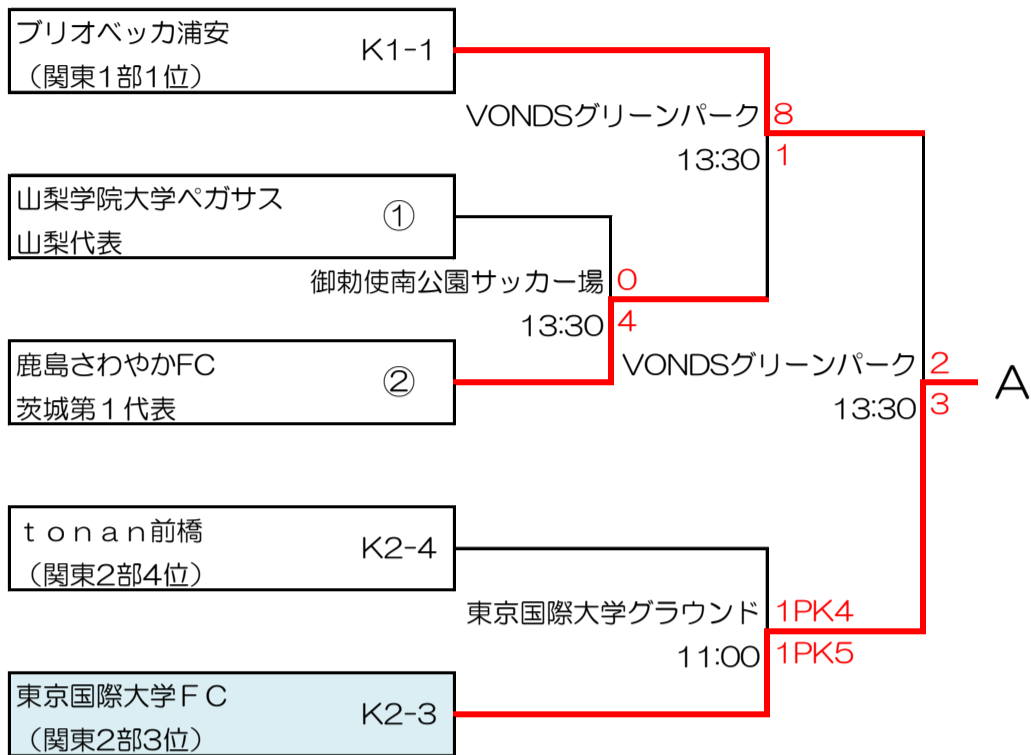 ブリオベッカ浦安
（関東1部1位）
K1-1
VONDSグリーンパーク
8
13:30
1
山梨学院大学ペガサス
山梨代表
①
御勅使南公園サッカー場
0
13:30
4
鹿島さわやかFC
茨城第１代表
②
VONDSグリーンパーク
2
13:30
3
A
ｔｏｎａｎ前橋
（関東2部4位）
K2-4
東京国際大学グラウンド
1PK4
11:00
1PK5
東京国際大学ＦＣ
（関東2部3位）
K2-3